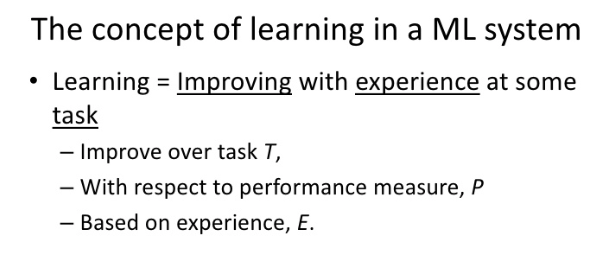 The concept of learning in a ML system
• Learning = Improving with experience at some
task
– Improve over task T,
– With respect to performance measure, P
– Based on experience, E.